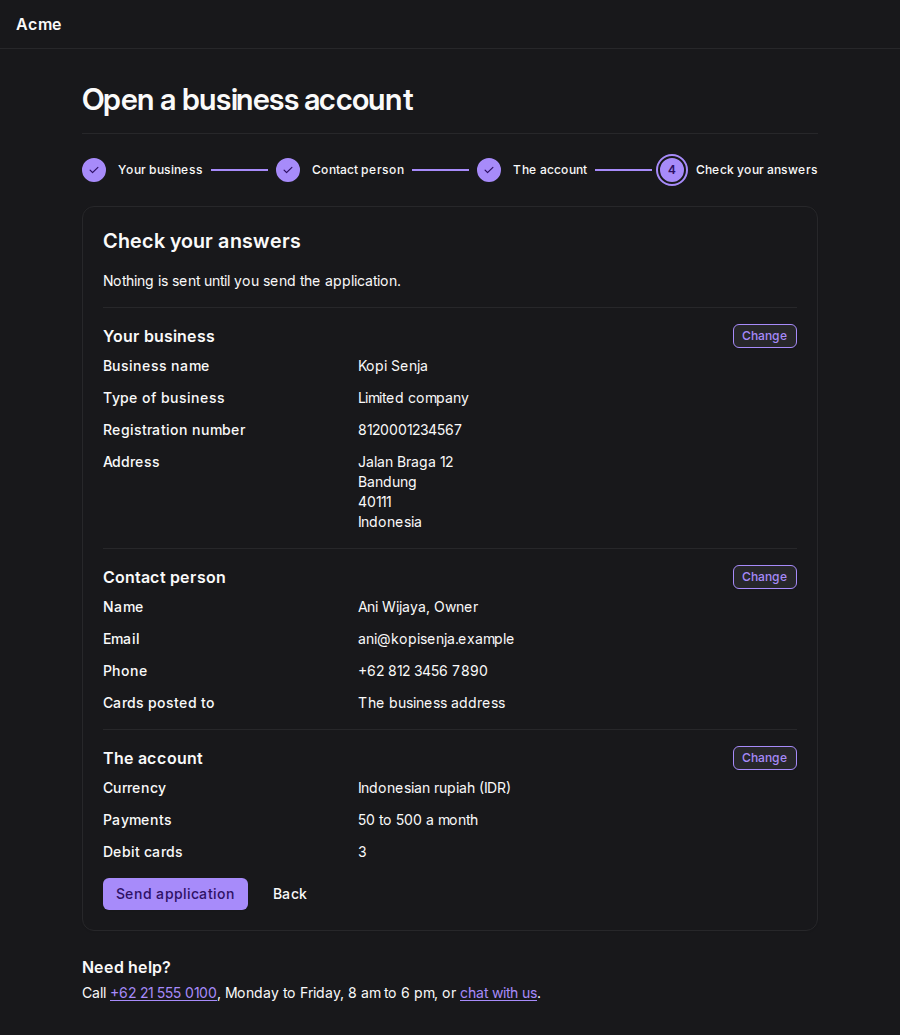 Acme
Open a business account
Your business
Contact person
The account
4
Check your answers
Check your answers
Nothing is sent until you send the application.
Your business
Change
Business name
Kopi Senja
Type of business
Limited company
Registration number
8120001234567
Address
Jalan Braga 12
Bandung
40111
Indonesia
Contact person
Change
Name
Ani Wijaya, Owner
Email
ani@kopisenja.example
Phone
+62 812 3456 7890
Cards posted to
The business address
The account
Change
Currency
Indonesian rupiah (IDR)
Payments
50 to 500 a month
Debit cards
3
Send application
Back
Need help?
Call +62 21 555 0100, Monday to Friday, 8 am to 6 pm, or chat with us.